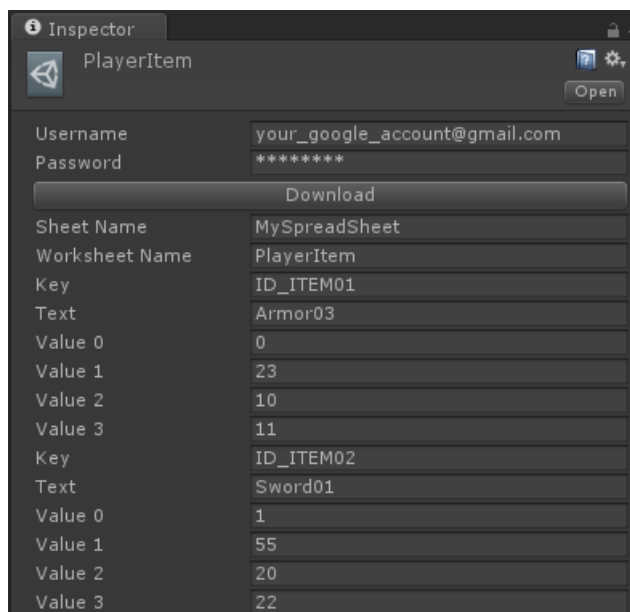 Inspector
PlayerItem
Open
Username your_google_account@gmail.com
Password ********
Download
Sheet Name MySpreadSheet
Worksheet Name PlayerItem
Key ID_ITEM01
Text Armor03
Value 0 0
Value 1 23
Value 2 10
Value 3 11
Key ID_ITEM02
Text Sword01
Value 0 1
Value 1 55
Value 2 20
Value 3 22